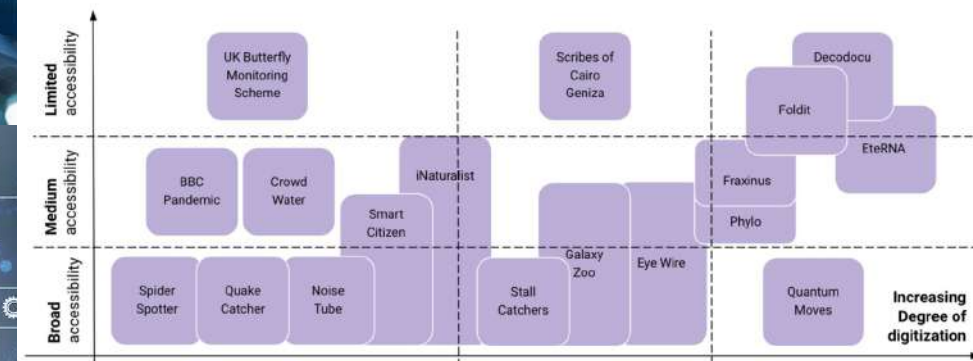 Limited
accessibility
UK Butterfly
Monitoring
Scheme
Scribes of
Cairo
Geniza
Decodocu
Foldit
EteRNA
Medium
accessibility
BBC
Pandemic
Crowd
Water
iNaturalist
Smart
Citizen
Fraxinus
Phylo
Broad
accessibility
Spider
Spotter
Quake
Catcher
Noise
Tube
Stall
Catchers
Galaxy
Zoo
Eye Wire
Quantum
Moves
Increasing
Degree of
digitization